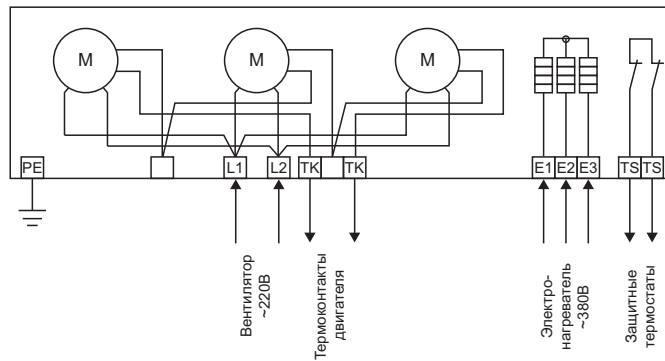 M
M
M
PE
L1
L2
TK
TK
E1
E2
E3
TS
TS
Вентилятор
~220В
Термоконтакты
двигателя
Электро-
нагреватель
~380В
Защитные
термостаты